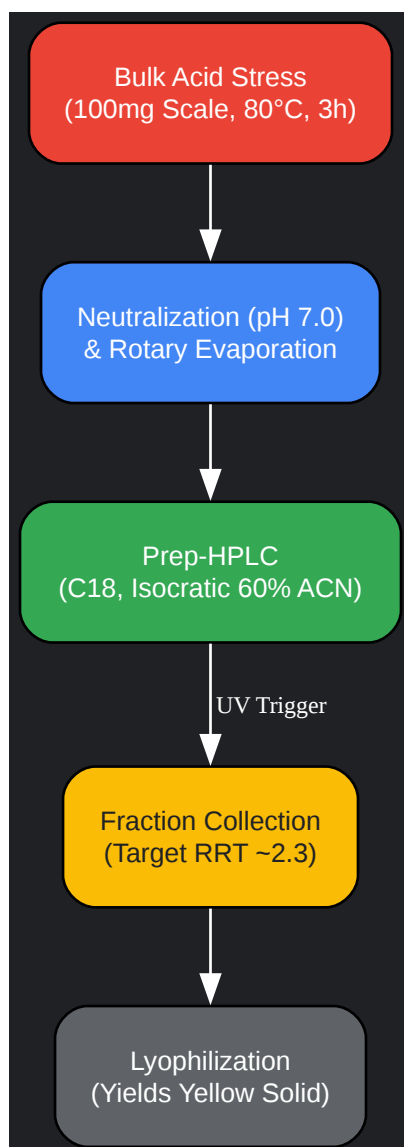 Bulk Acid Stress
(100mg Scale, 80°C, 3h)
Neutralization (pH 7.0)
& Rotary Evaporation
Prep-HPLC
(C18, Isocratic 60% ACN)
UV Trigger
Fraction Collection
(Target RRT ~2.3)
Lyophilization
(Yields Yellow Solid)